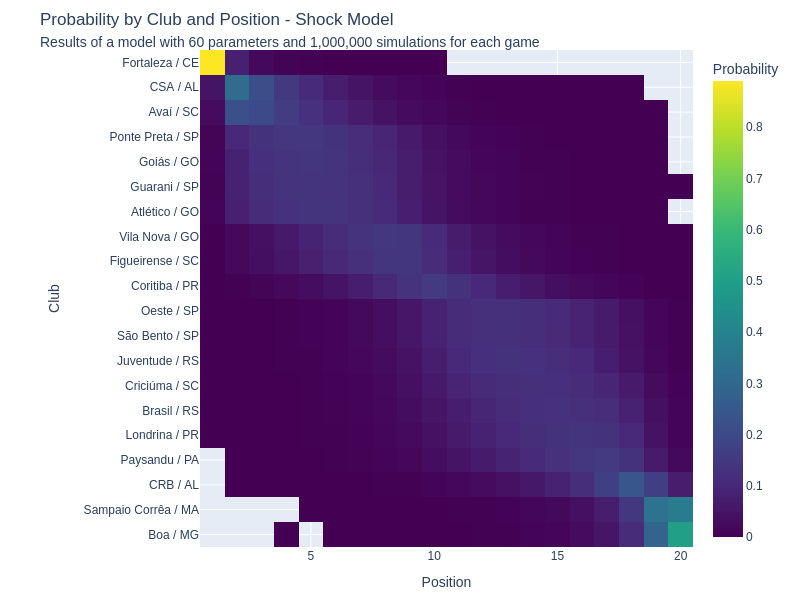 Probability by Club and Position - Shock Model
Results of a model with 60 parameters and 1,000,000 simulations for each game
Fortaleza / CE
CSA / AL
Avaí / SC
Ponte Preta / SP
Goiás / GO
Guarani / SP
Atlético / GO
Vila Nova / GO
Figueirense / SC
Coritiba / PR
Oeste / SP
São Bento / SP
Juventude / RS
Criciúma / SC
Brasil / RS
Londrina / PR
Paysandu / PA
CRB / AL
Sampaio Corrêa / MA
Boa / MG
Club
5
10
15
20
Position
Probability
0.8
0.7
0.6
0.5
0.4
0.3
0.2
0.1
0